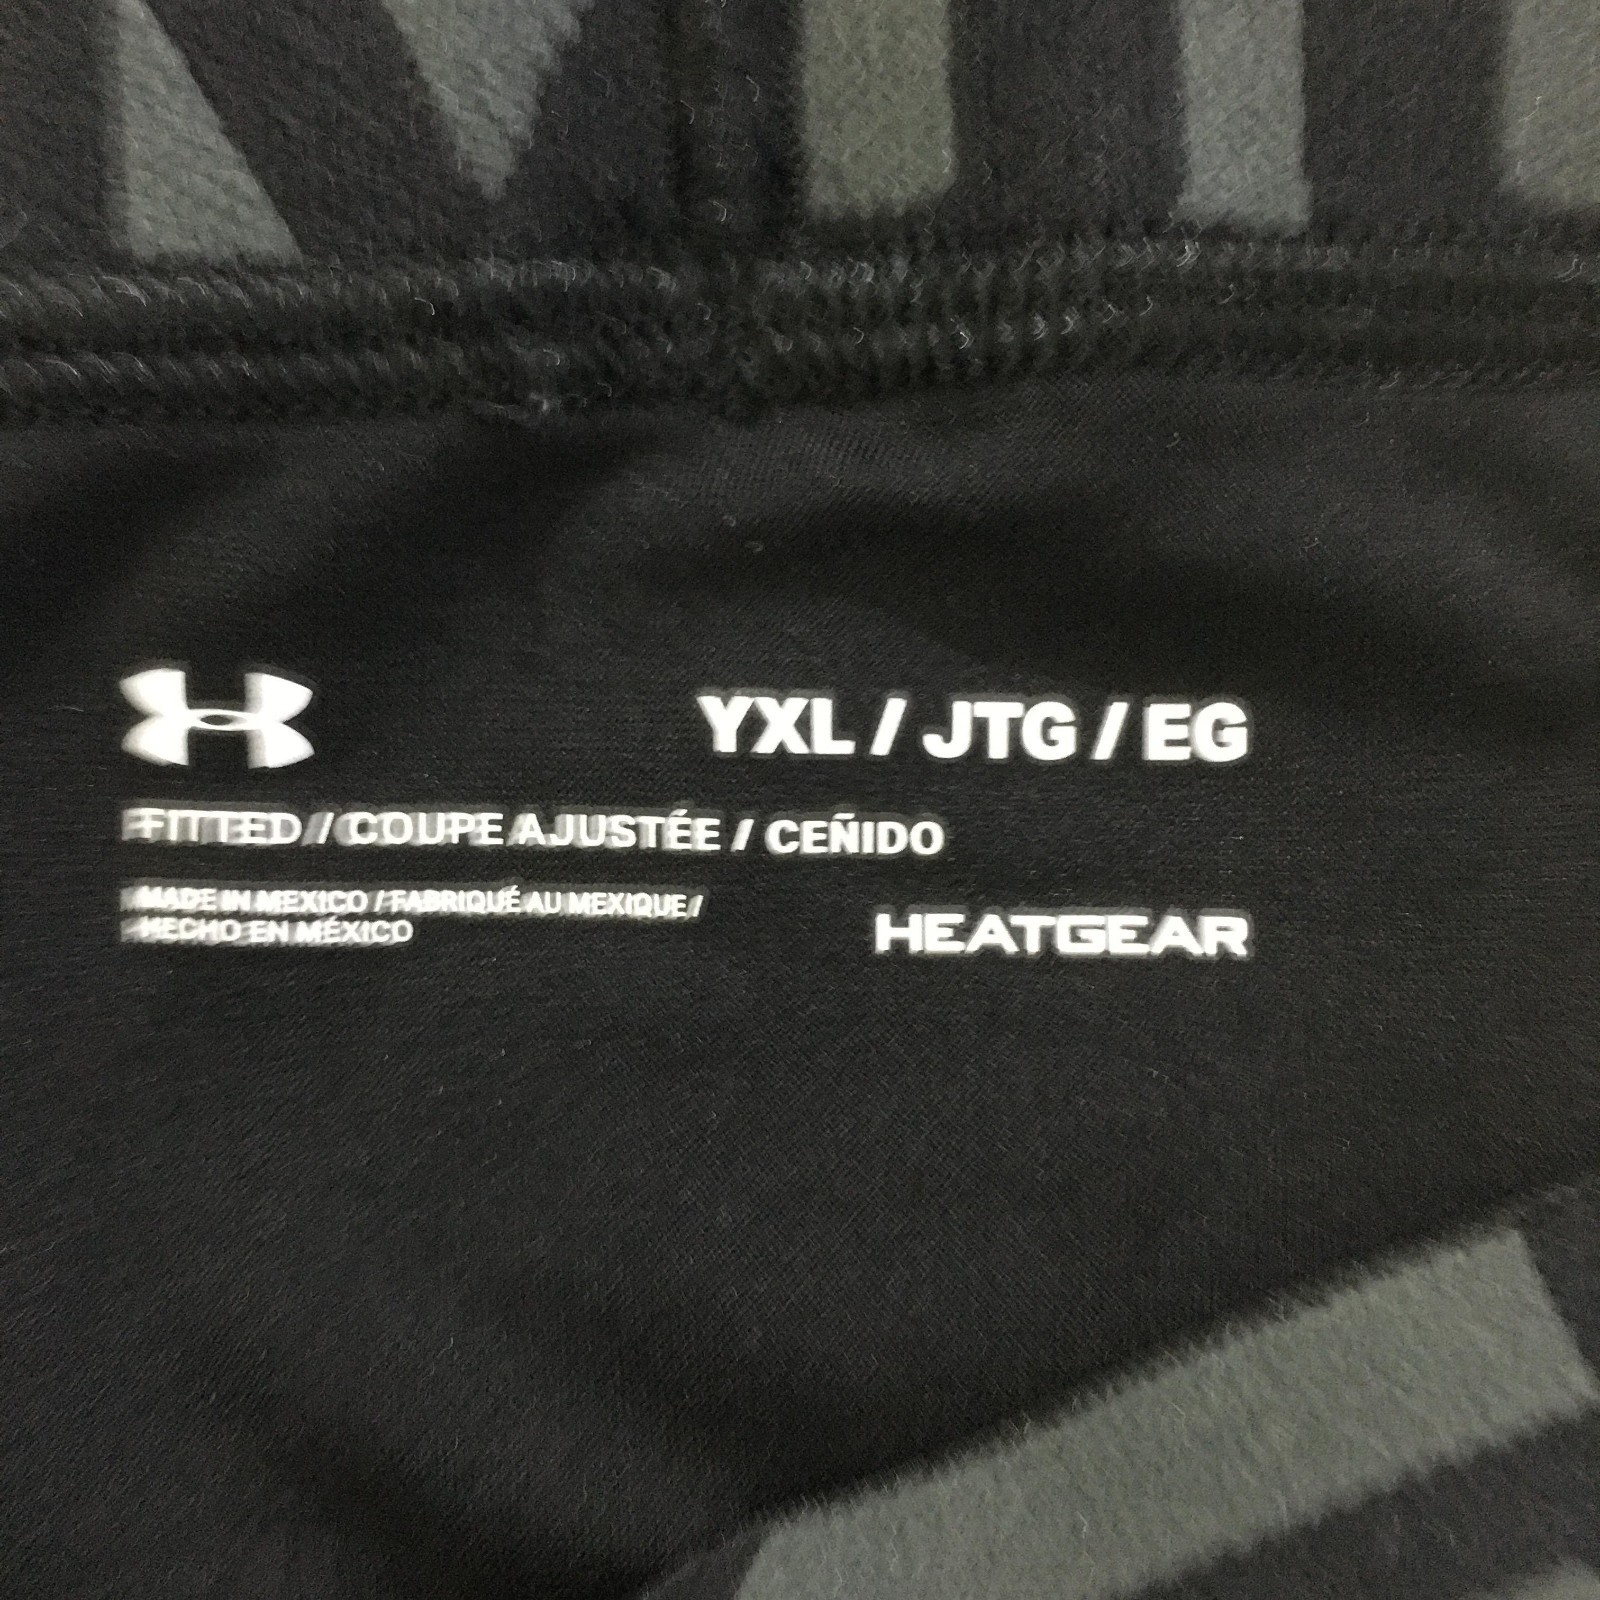 YXL / JTG / EG
FITTED / COUPE AJUSTÉE / CEÑIDO
MADE IN MEXICO / FABRIQUÉ AU MEXIQUE /
HECHO EN MÉXICO
HEATGEAR